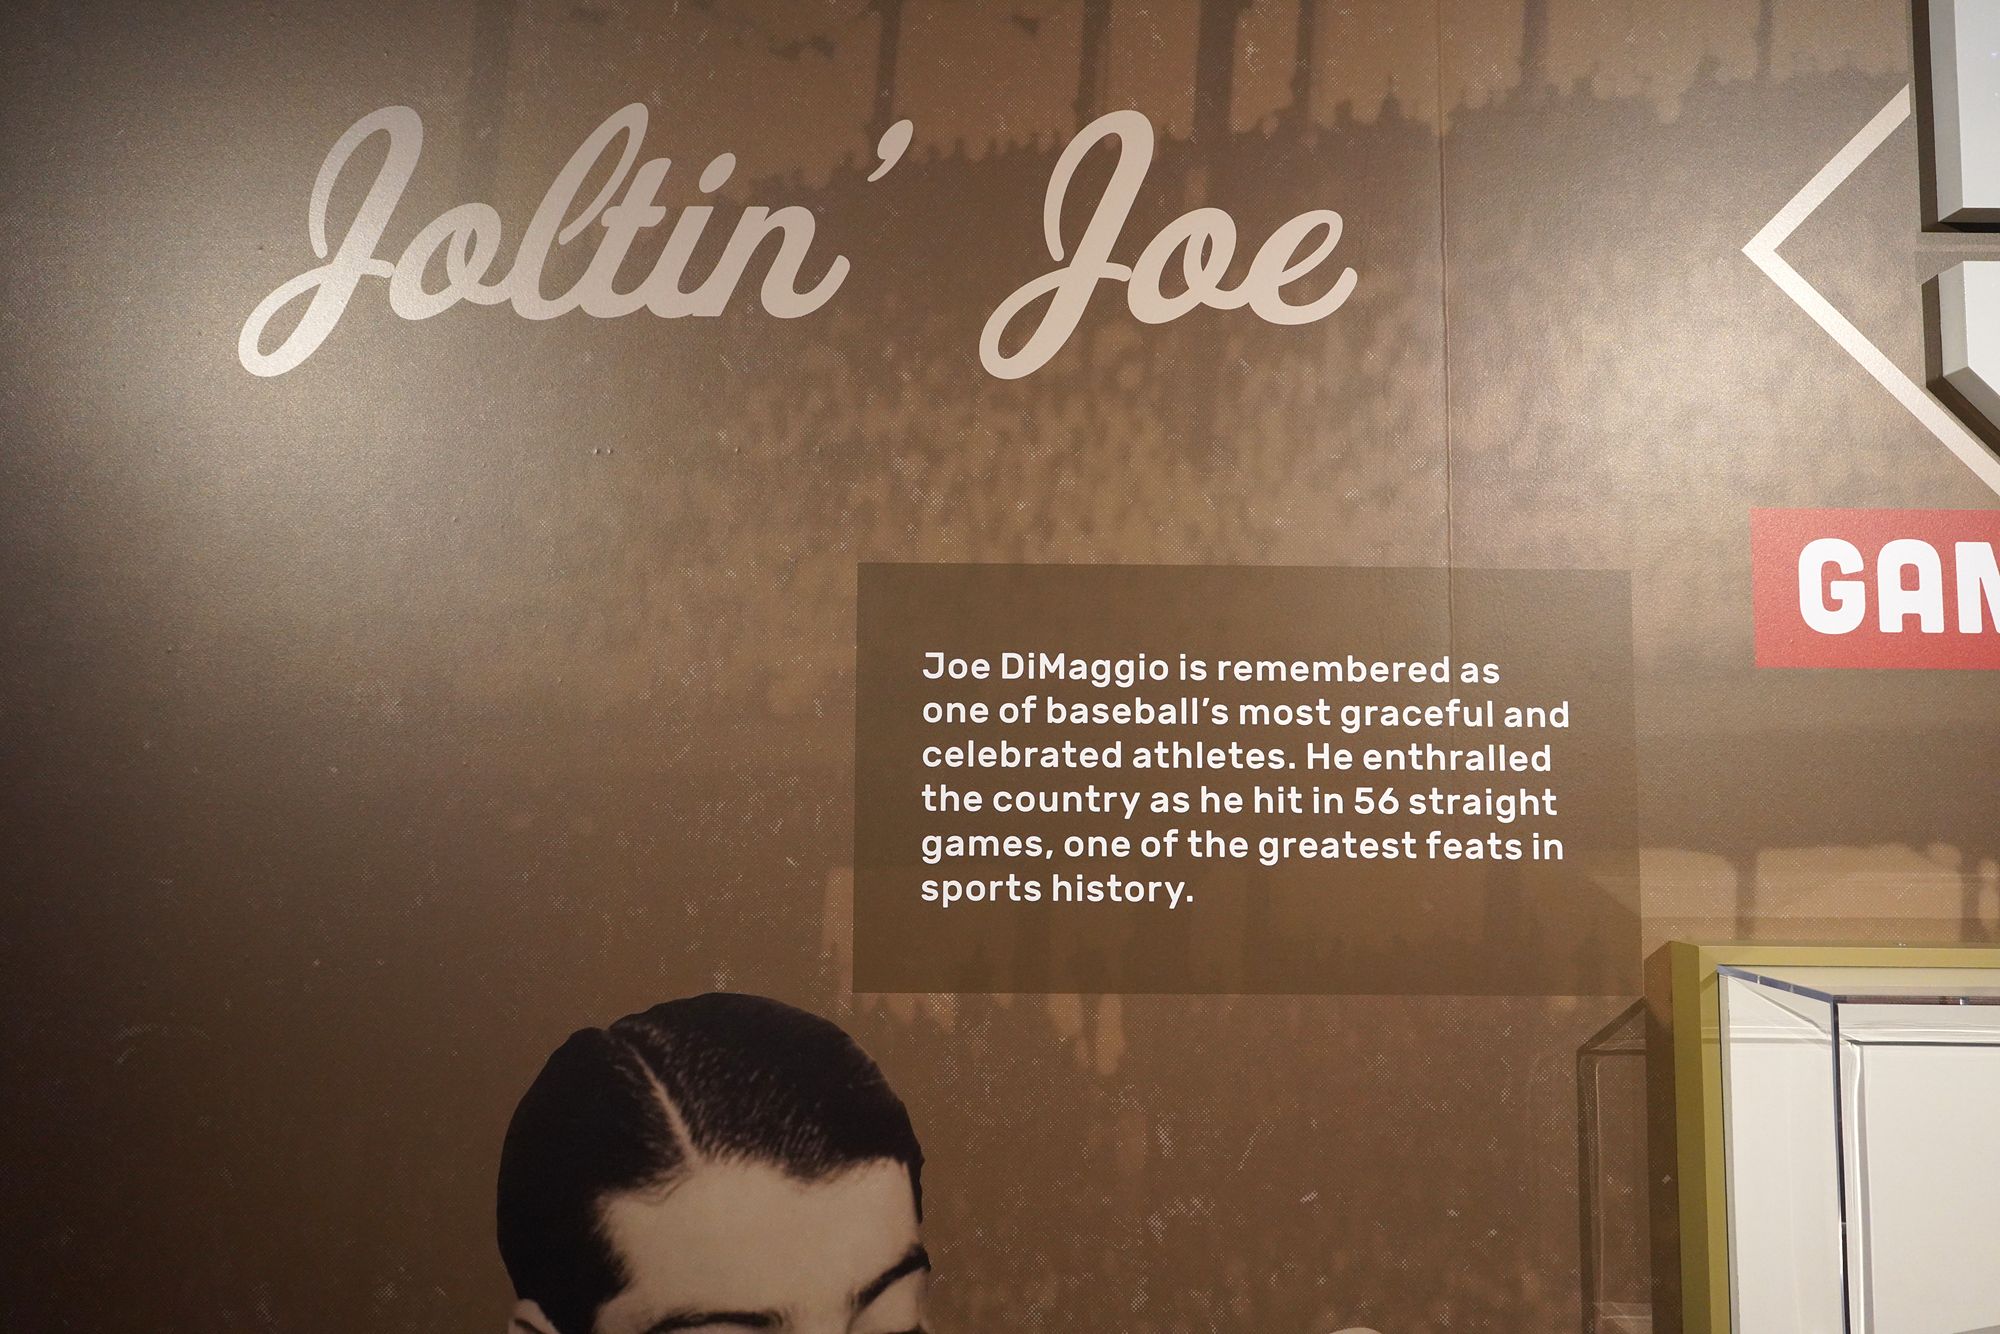 Joltin' Joe
GAM
Joe DiMaggio is remembered as
one of baseball's most graceful and
celebrated athletes. He enthralled
the country as he hit in 56 straight
games, one of the greatest feats in
sports history.